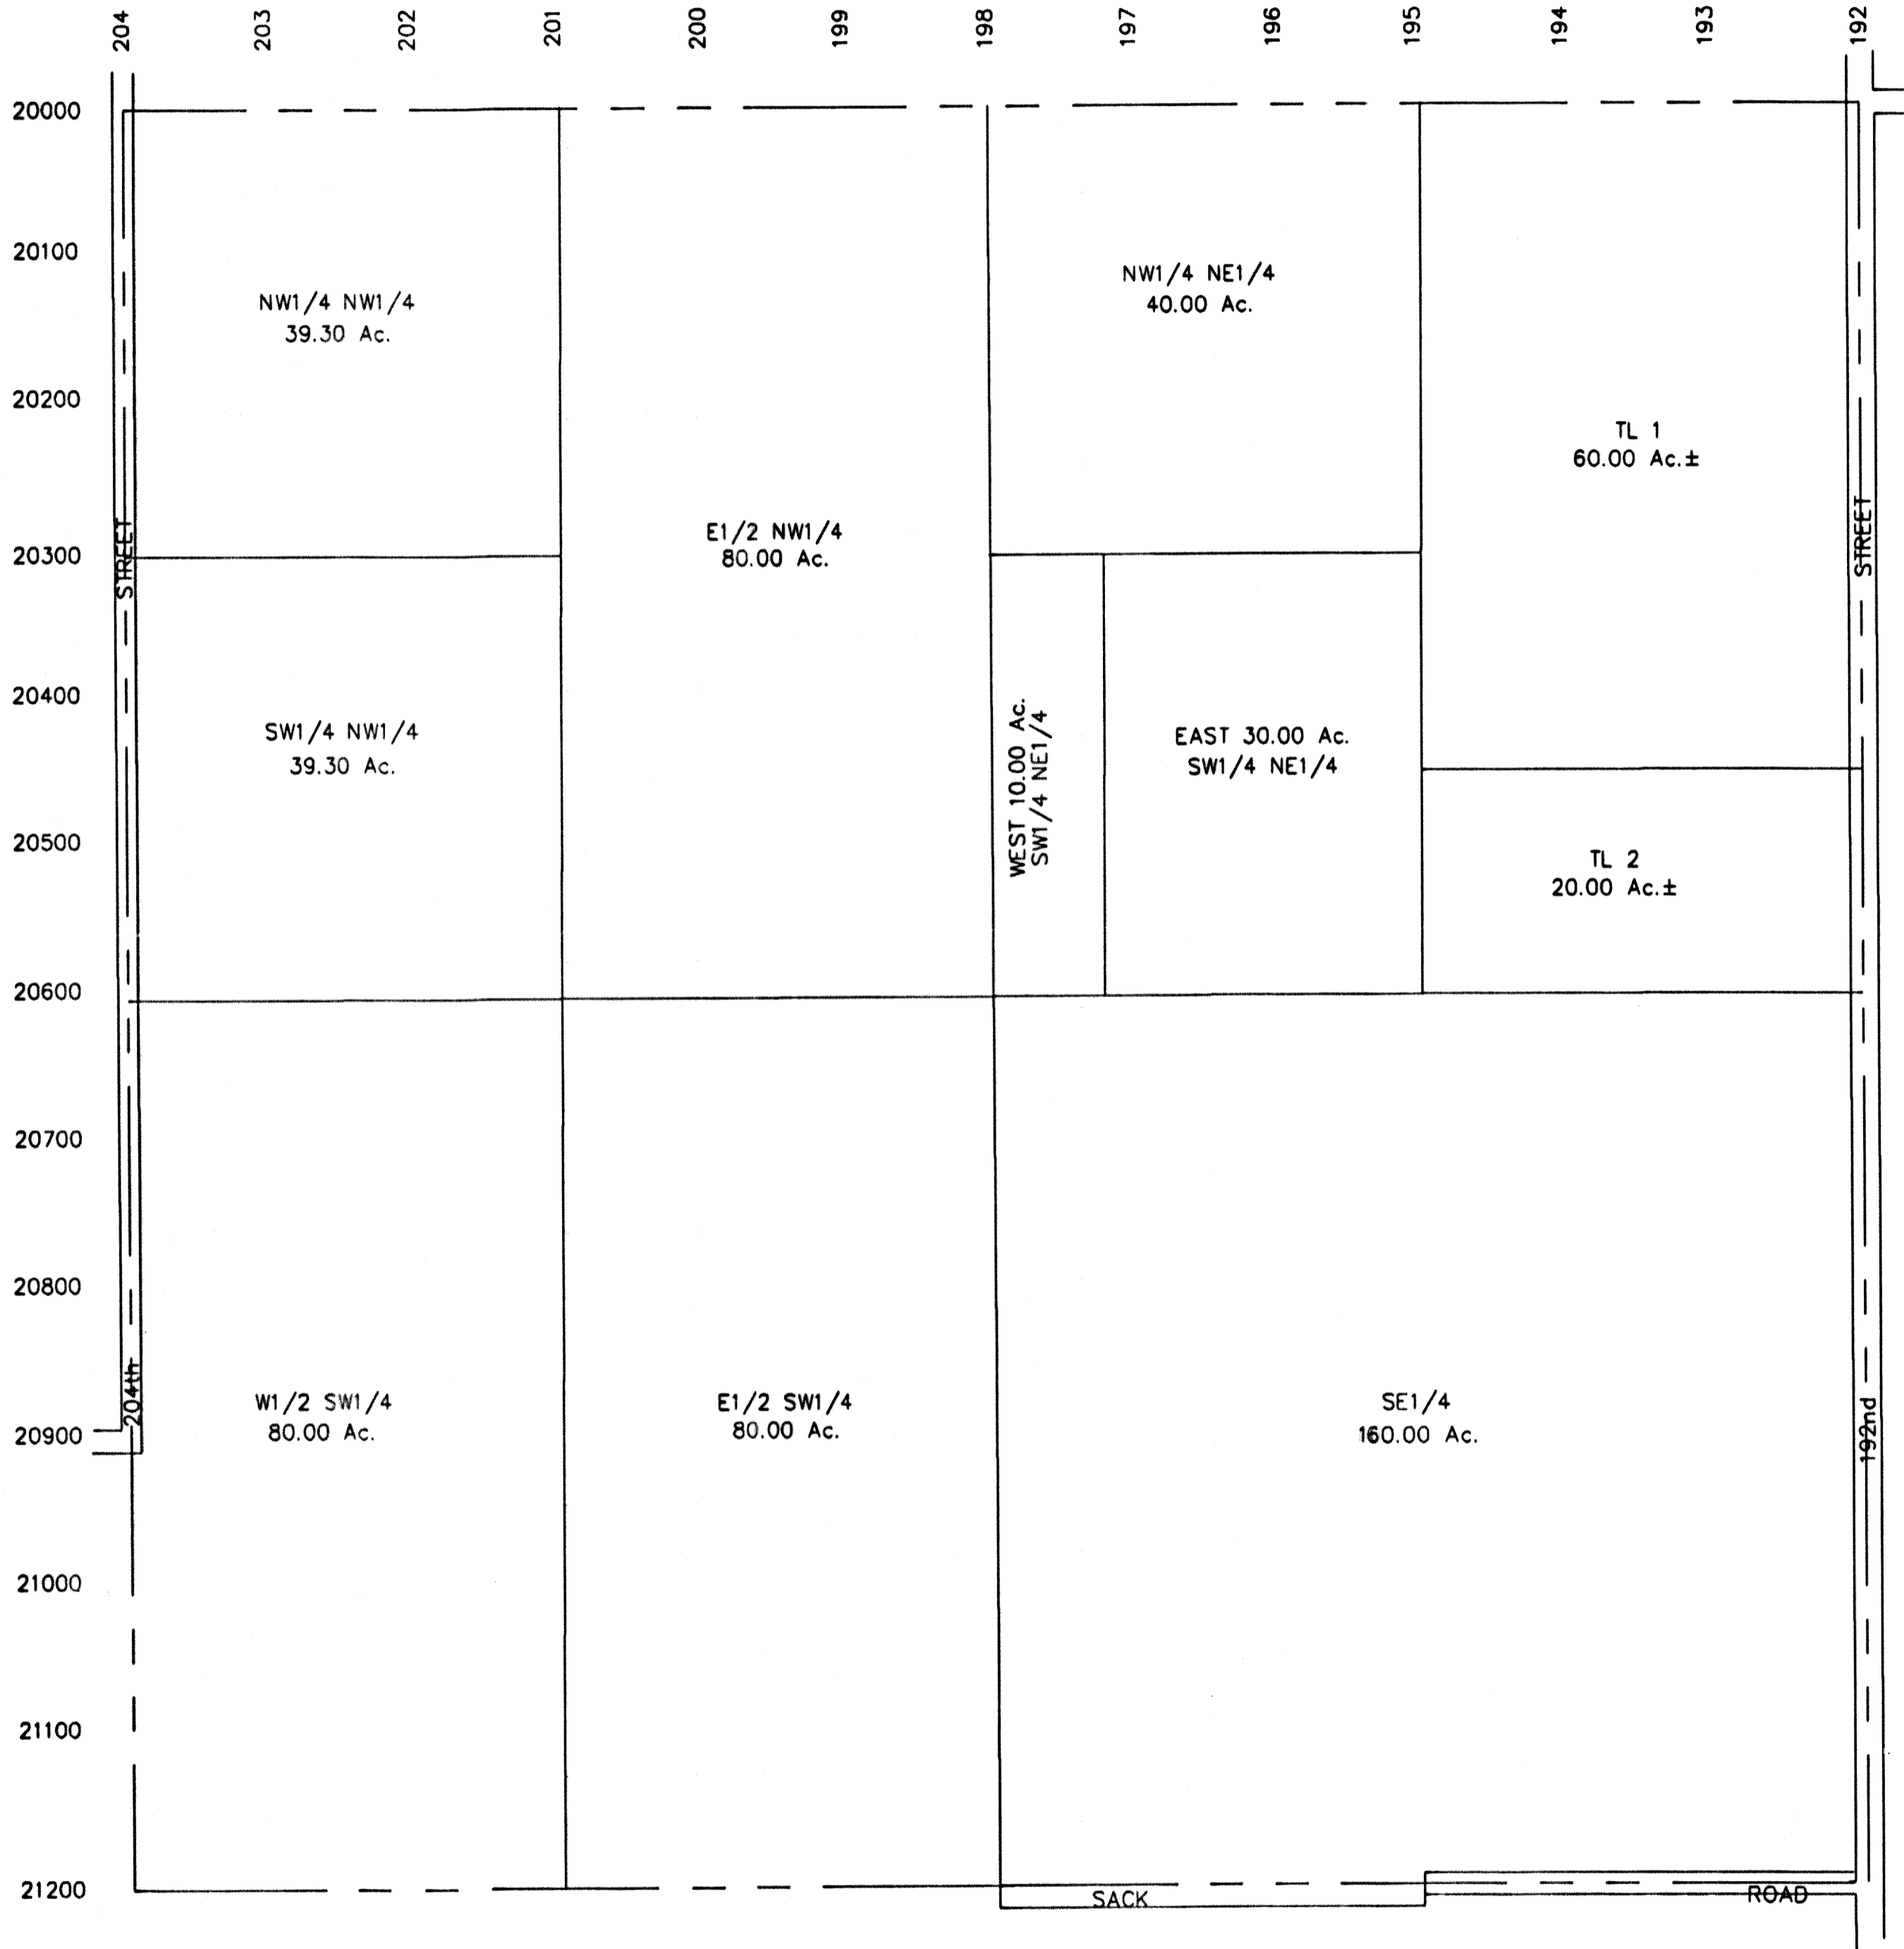 204
203
202
201
200
199
198
197
196
195
194
193
192
20000
20100
20200
20300
20400
20500
20600
20700
20800
20900
21000
21100
21200
NW1/4 NW1/4
39.30 Ac.
NW1/4 NE1/4
40.00 Ac.
TL 1
60.00 Ac.±
E1/2 NW1/4
80.00 Ac.
STREET
STREET
SW1/4 NW1/4
39.30 Ac.
WEST 10.00 Ac.
SW1/4 NE1/4
EAST 30.00 Ac.
SW1/4 NE1/4
TL 2
20.00 Ac.±
204th
W1/2 SW1/4
80.00 Ac.
E1/2 SW1/4
80.00 Ac.
SE1/4
160.00 Ac.
192nd
SACK
ROAD